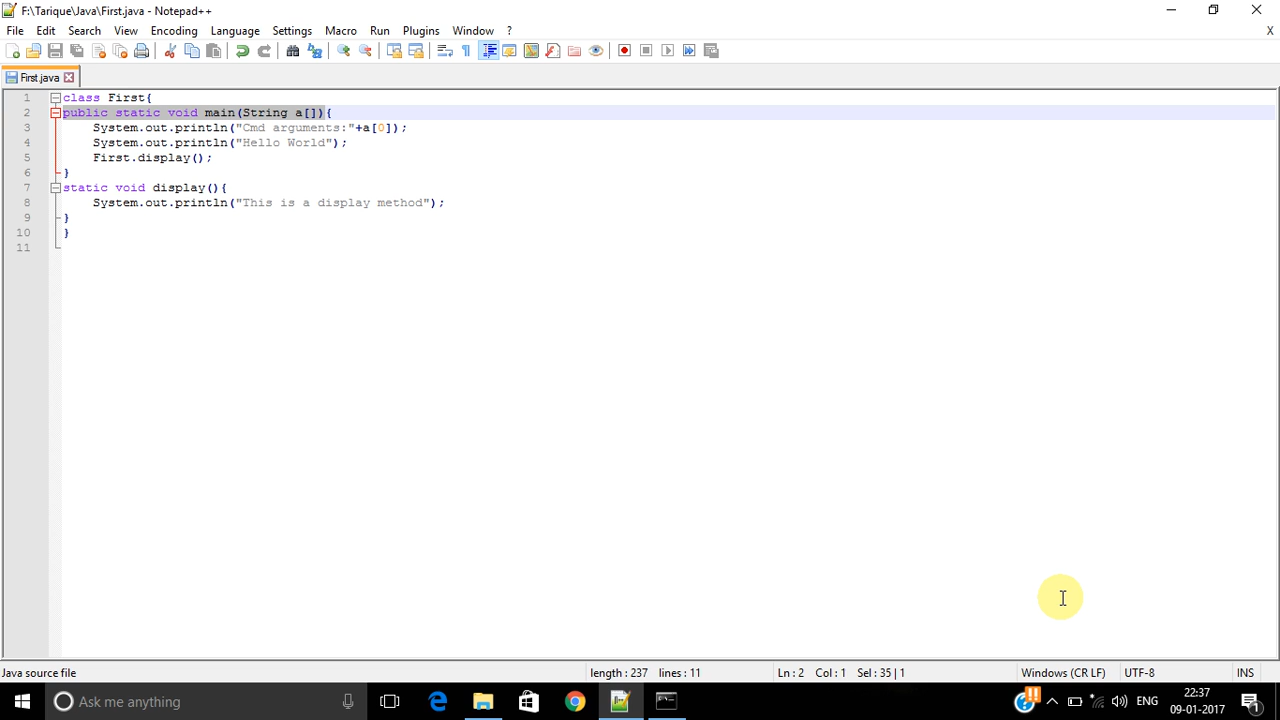 F:\Tarique\Java\First.java - Notepad++
File Edit Search View Encoding Language Settings Macro Run Plugins Window ? X
First.java
1 class First{
2 public static void main(String a[]){
3 System.out.println("Cmd arguments:"+a[0]);
4 System.out.println("Hello World");
5 First.display();
6 }
7 static void display(){
8 System.out.println("This is a display method");
9 }
10 }
11
Java source file length : 237 lines : 11 Ln : 2 Col : 1 Sel : 35 | 1 Windows (CR LF) UTF-8 INS
Ask me anything ENG 22:37
09-01-2017 1